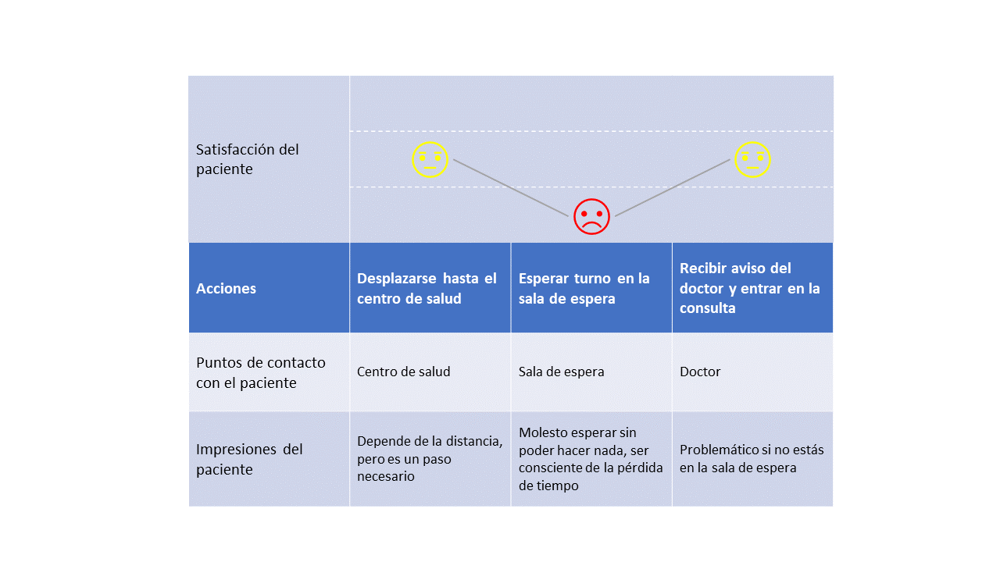 Satisfacción del
paciente
Acciones
Desplazarse hasta el
centro de salud
Esperar turno en la
sala de espera
Recibir aviso del
doctor y entrar en la
consulta
Puntos de contacto
con el paciente
Centro de salud
Sala de espera
Doctor
Impresiones del
paciente
Depende de la distancia,
pero es un paso
necesario
Molesto esperar sin
poder hacer nada, ser
consciente de la pérdida
de tiempo
Problemático si no estás
en la sala de espera